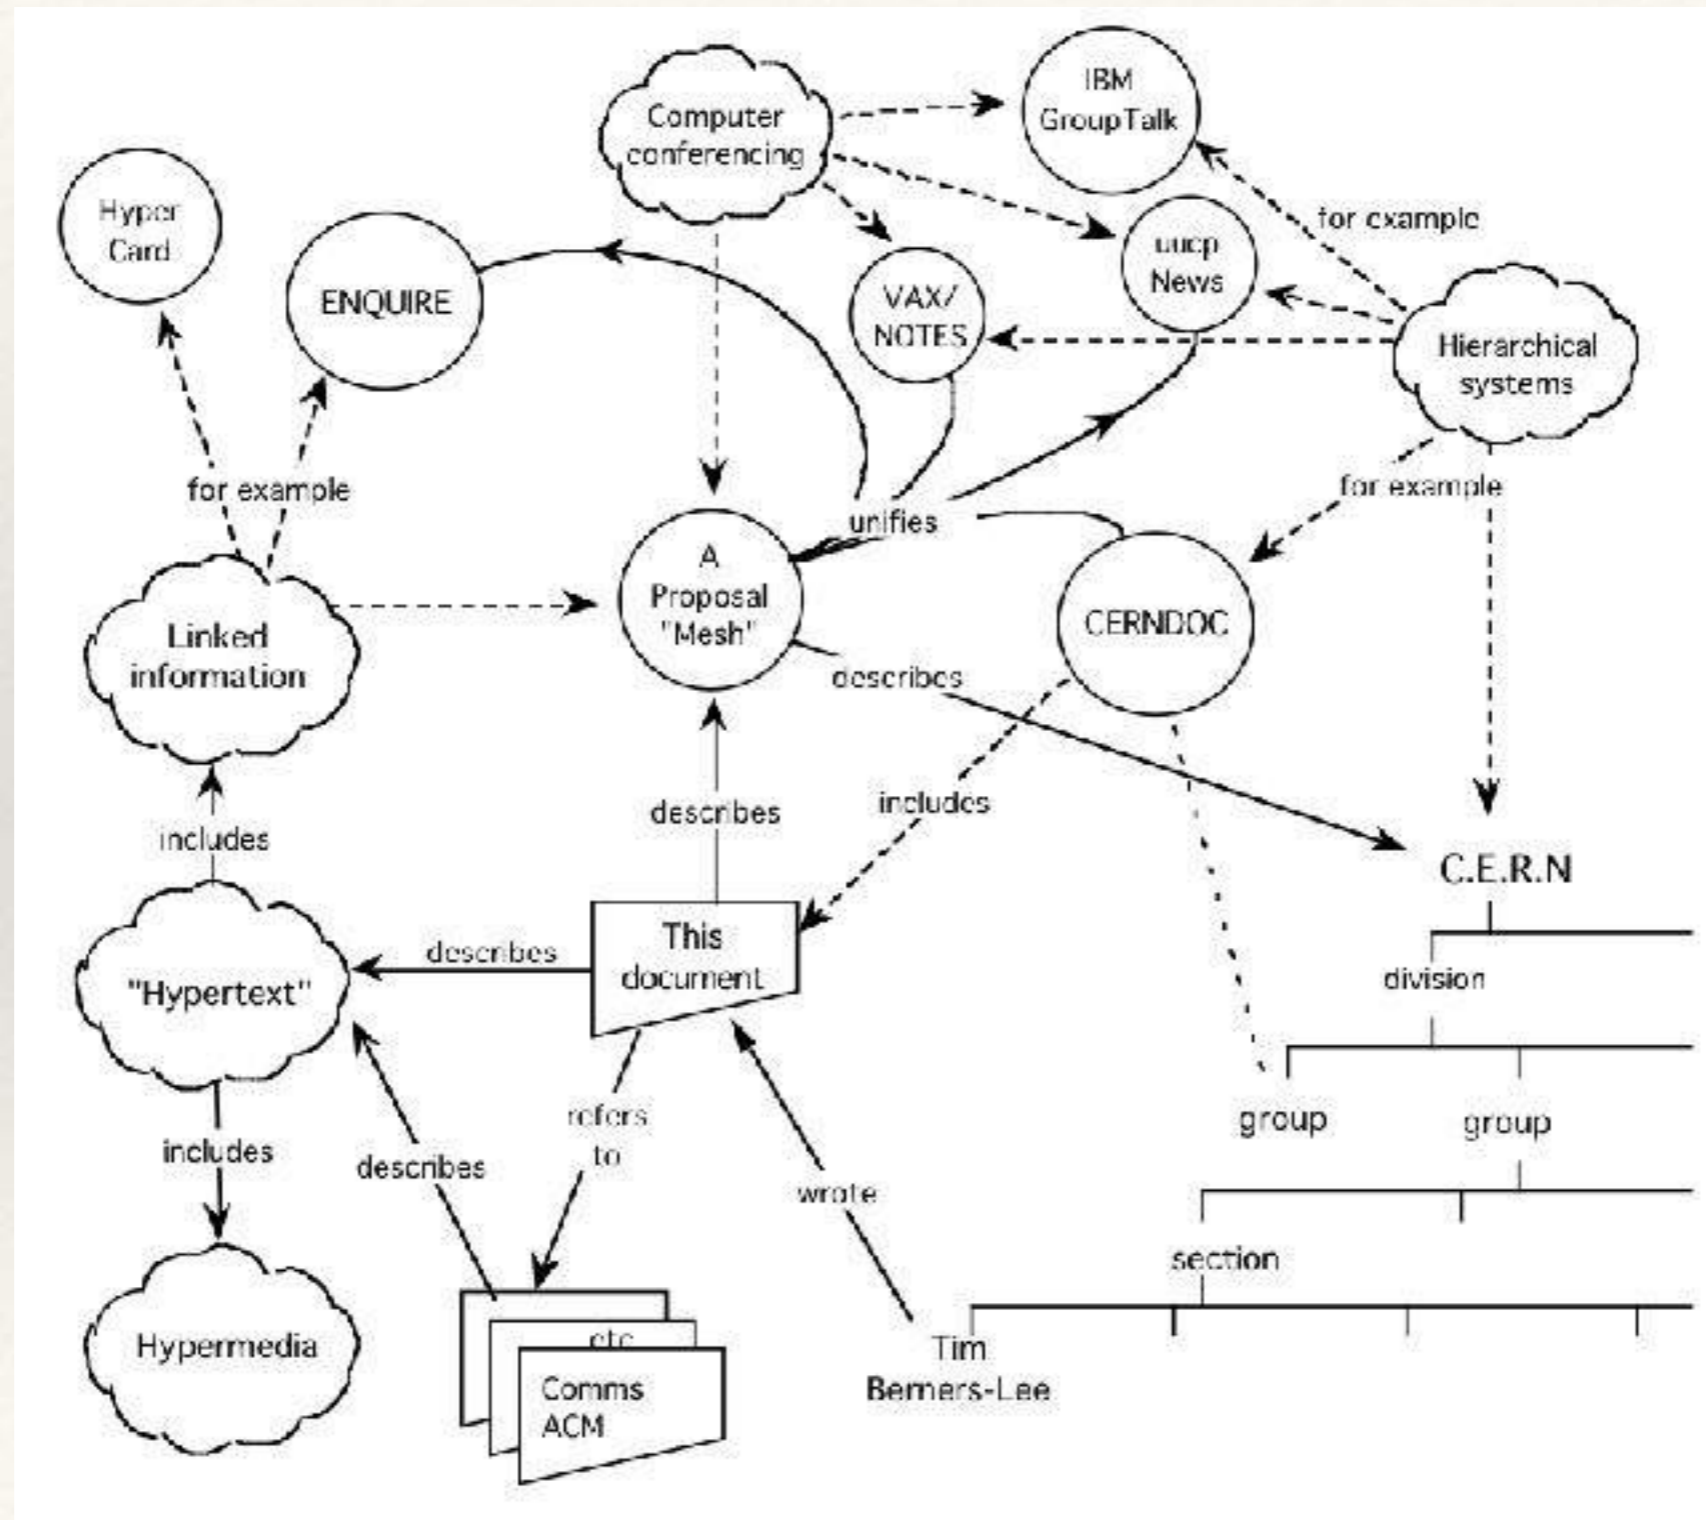 IBM
GroupTalk
Computer
conferencing
Hyper
Card
for example
uucp
News
ENQUIRE
VAX/
NOTES
Hierarchical
systems
for example
for example
unifies
A
Proposal
"Mesh"
CERNDOC
Linked
information
describes
includes
describes
includes
C.E.R.N
This
document
describes
division
"Hypertext"
refers
to
group
group
includes
describes
wrote
section
etc
Hypermedia
Tim
Berners-Lee
Comms
ACM